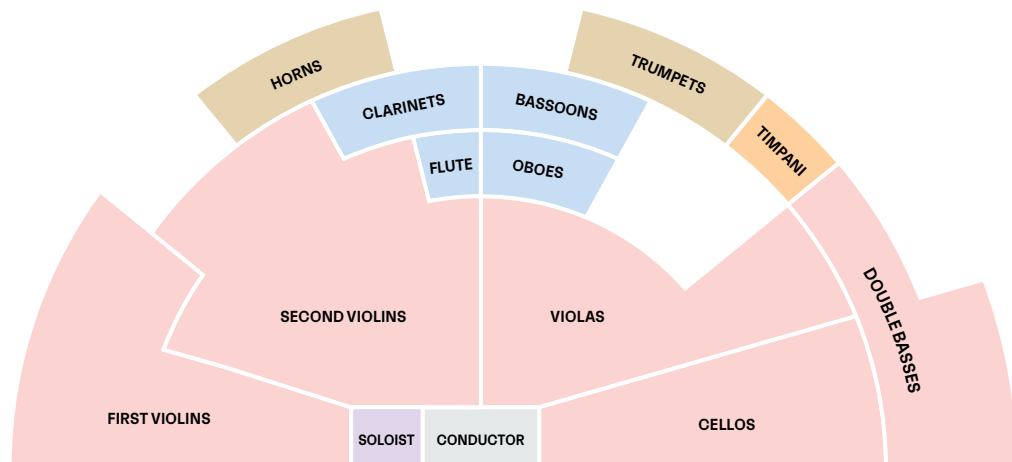 HORNS
TRUMPETS
CLARINETS
BASSOONS
TIMPANI
FLUTE
OBOES
SECOND VIOLINS
VIOLAS
DOUBLE BASSES
FIRST VIOLINS
SOLOIST
CONDUCTOR
CELLOS